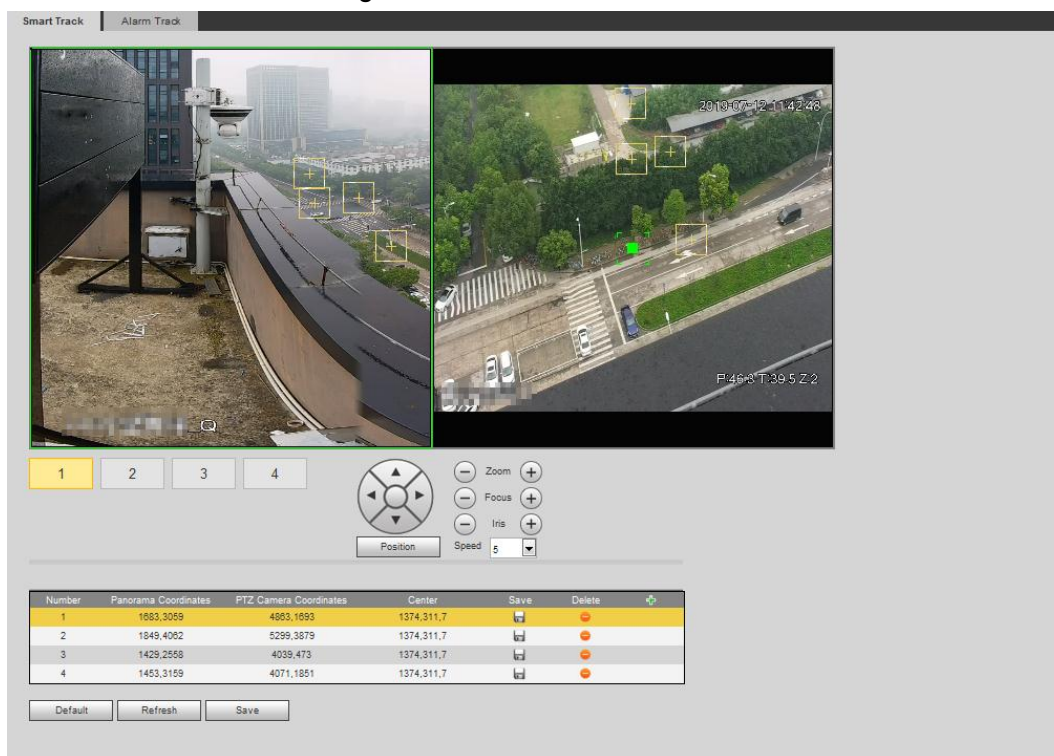 Smart Track Alarm Track
2019-07-12 11:42:48
P:46.8 T:39.5 Z:2
1 2 3 4
Zoom
Focus
Iris
Position Speed 5
Number Panorama Coordinates PTZ Camera Coordinates Center Save Delete
1 1683,3059 4863,1693 1374,311,7
2 1849,4062 5299,3879 1374,311,7
3 1429,2558 4039,473 1374,311,7
4 1453,3159 4071,1851 1374,311,7
Default Refresh Save